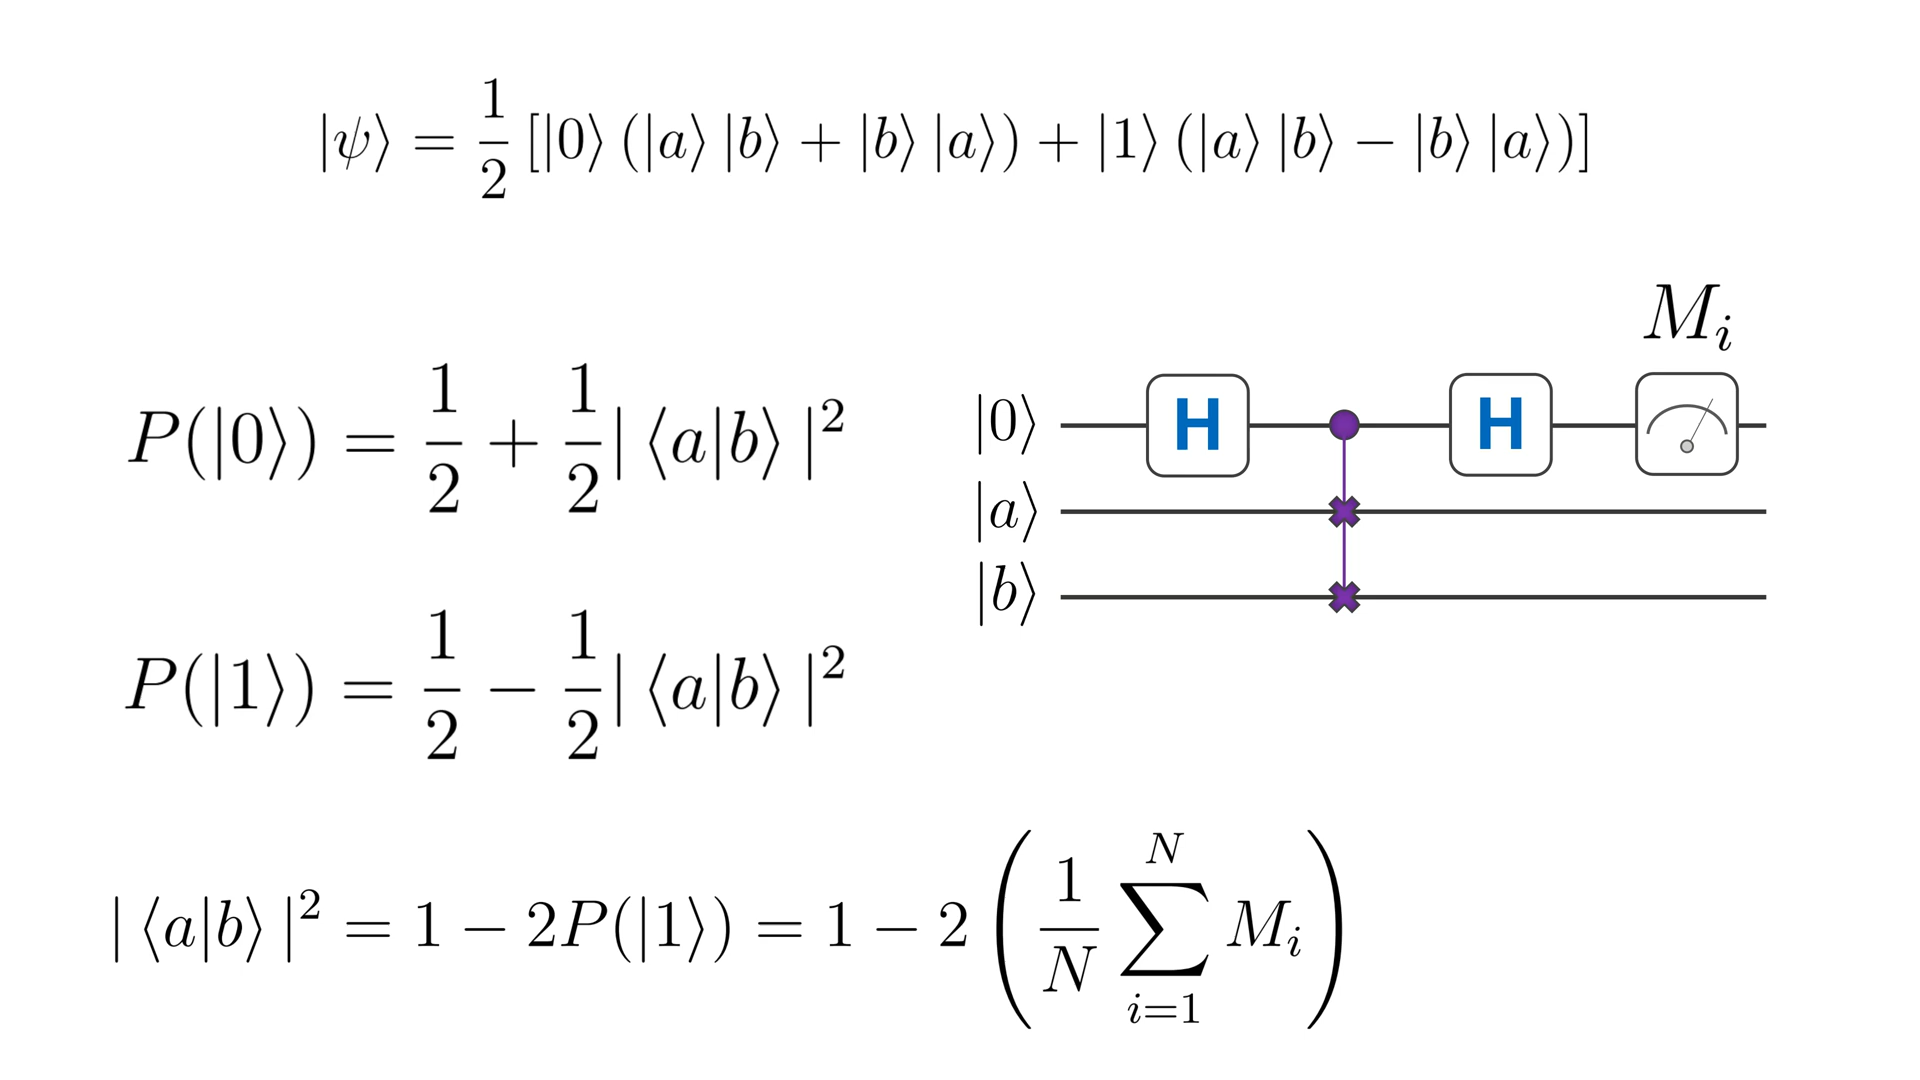 |ψ⟩ = 1/2 [|0⟩ (|a⟩ |b⟩ + |b⟩ |a⟩) + |1⟩ (|a⟩ |b⟩ − |b⟩ |a⟩)]
P(|0⟩) = 1/2 + 1/2 | ⟨a|b⟩ |²
P(|1⟩) = 1/2 − 1/2 | ⟨a|b⟩ |²
M_i
|0⟩ H H
|a⟩
|b⟩
| ⟨a|b⟩ |² = 1 − 2P(|1⟩) = 1 − 2 (1/N ∑_{i=1}^{N} M_i)